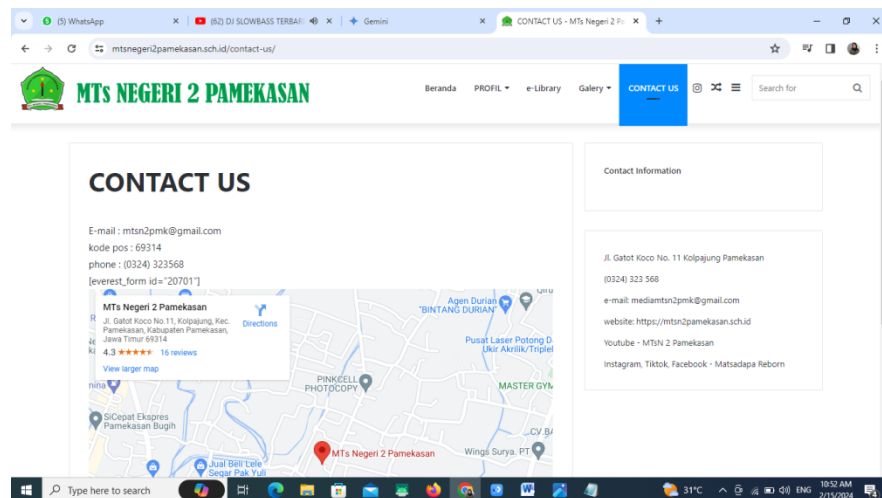 (5) WhatsApp
(62) DJ SLOWBASS TERBAR
Gemini
CONTACT US - MTs Negeri 2 Pa
mtsnegeri2pamekasan.sch.id/contact-us/
MTs NEGERI 2 PAMEKASAN
Beranda
PROFIL
e-Library
Galery
CONTACT US
Search for
CONTACT US
E-mail : mtsn2pmk@gmail.com
kode pos : 69314
phone : (0324) 323568
[everest_form id="20701"]
MTs Negeri 2 Pamekasan
Jl. Gatot Koco No.11, Kolpajung, Kec.
Pamekasan, Kabupaten Pamekasan,
Jawa Timur 69314
4.3 16 reviews
View larger map
Directions
Agen Durian
"BINTANG DURIAN"
Pusat Laser Potong D
Ukir Akrilik/Triplel
PINKCELL
PHOTOCOPY
MASTER GYM
SiCepat Ekspres
Pamekasan Bugih
MTs Negeri 2 Pamekasan
Wings Surya. PT
Jual Beli Lele
Segar Pak Yuli
Contact Information
Jl. Gatot Koco No. 11 Kolpajung Pamekasan
(0324) 323 568
e-mail: mediamtsn2pmk@gmail.com
website: https://mtsn2pamekasan.sch.id
Youtube - MTsN 2 Pamekasan
Instagram, Tiktok, Facebook - Matsadapa Reborn
Type here to search
31°C
ENG
10:52 AM
2/15/2024